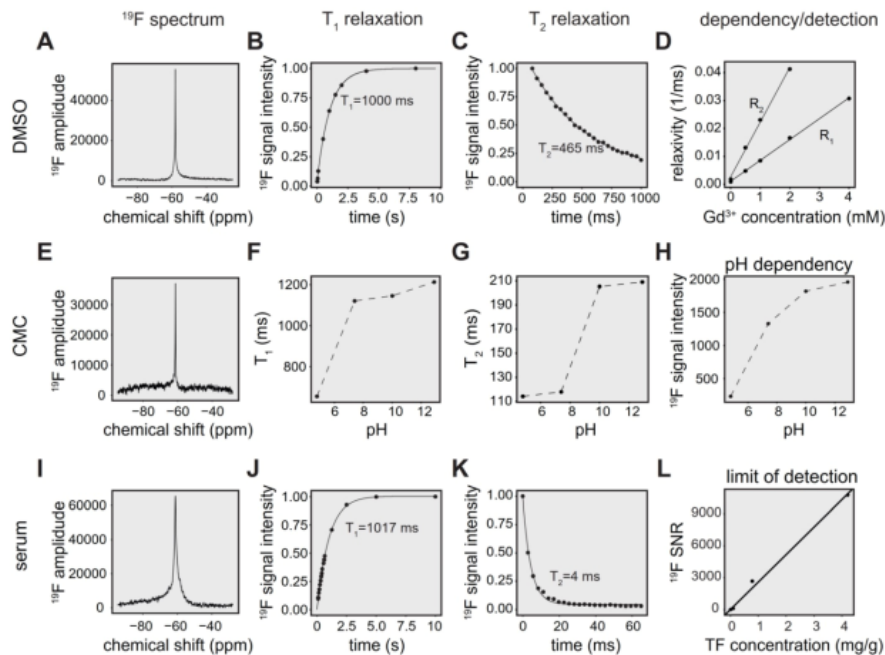 ¹⁹F spectrum
T₁ relaxation
T₂ relaxation
dependency/detection
DMSO
A
¹⁹F amplidude
40000
20000
0
−80 −60 −40
chemical shift (ppm)
B
¹⁹F signal intensity
1.00
0.75
0.50
0.25
0.00
T₁=1000 ms
0 2.5 5.0 7.5 10
time (s)
C
¹⁹F signal intensity
1.00
0.75
0.50
0.25
0.00
T₂=465 ms
0 250 500 750 1000
time (ms)
D
relaxivity (1/ms)
0.04
0.03
0.02
0.01
0.00
R₂
R₁
0 1 2 3 4
Gd³⁺ concentration (mM)
CMC
E
¹⁹F amplidude
30000
20000
10000
0
−80 −60 −40
chemical shift (ppm)
F
T₁ (ms)
1200
1000
800
6 8 10 12
pH
G
T₂ (ms)
210
190
170
150
130
110
6 8 10 12
pH
H
pH dependency
¹⁹F signal intensity
2000
1500
1000
500
6 8 10 12
pH
serum
I
¹⁹F amplidude
60000
40000
20000
0
−80 −60 −40
chemical shift (ppm)
J
¹⁹F signal intensity
1.00
0.75
0.50
0.25
0
T₁=1017 ms
0 2.5 5.0 7.5 10
time (s)
K
¹⁹F signal intensity
1.00
0.75
0.50
0.25
0.00
T₂=4 ms
0 20 40 60
time (ms)
L
limit of detection
¹⁹F SNR
9000
6000
3000
0
0 1 2 3 4
TF concentration (mg/g)